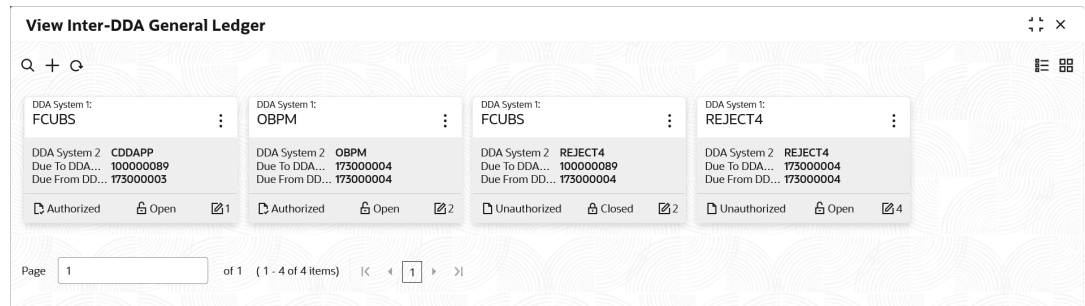 View Inter-DDA General Ledger
DDA System 1:
FCUBS
DDA System 2 CDDAPP
Due To DDA... 100000089
Due From DD... 173000003
Authorized Open 1
DDA System 1:
OBPM
DDA System 2 OBPM
Due To DDA... 173000004
Due From DD... 173000004
Authorized Open 2
DDA System 1:
FCUBS
DDA System 2 REJECT4
Due To DDA... 100000089
Due From DD... 173000004
Unauthorized Closed 2
DDA System 1:
REJECT4
DDA System 2 REJECT4
Due To DDA... 173000004
Due From DD... 173000004
Unauthorized Open 4
Page 1 of 1 ( 1 - 4 of 4 items) 1